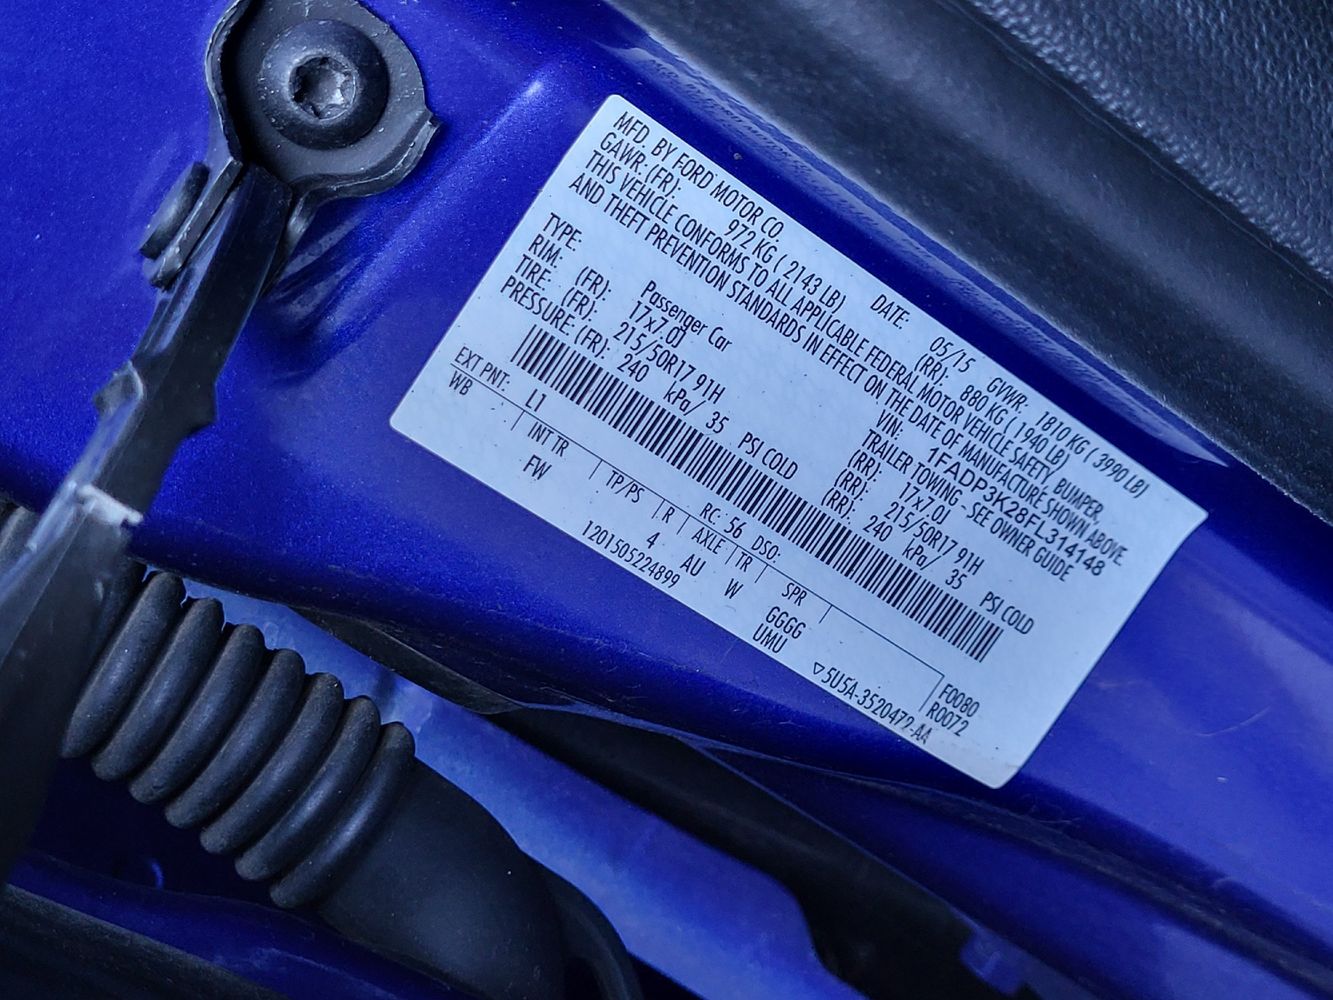 MFD. BY FORD MOTOR CO. DATE: 05/15 GVWR: 1810 KG ( 3990 LB)
GAWR: (FR): 972 KG ( 2143 LB) (RR): 880 KG ( 1940 LB)
THIS VEHICLE CONFORMS TO ALL APPLICABLE FEDERAL MOTOR VEHICLE SAFETY, BUMPER,
AND THEFT PREVENTION STANDARDS IN EFFECT ON THE DATE OF MANUFACTURE SHOWN ABOVE.
VIN: 1FADP3K28FL314148
TYPE: Passenger Car TRAILER TOWING - SEE OWNER GUIDE
RIM: (FR): 17x7.0J (RR): 17x7.0J
TIRE: (FR): 215/50R17 91H (RR): 215/50R17 91H
PRESSURE: (FR): 240 kPa/ 35 PSI COLD (RR): 240 kPa/ 35 PSI COLD
EXT PNT: L1 RC: 56 DSO: F0080
WB INT TR TP/PS R AXLE TR SPR R0072
FW 4 AU W GGGG
1201505224899 UMU ▽5U5A-3520472-AA